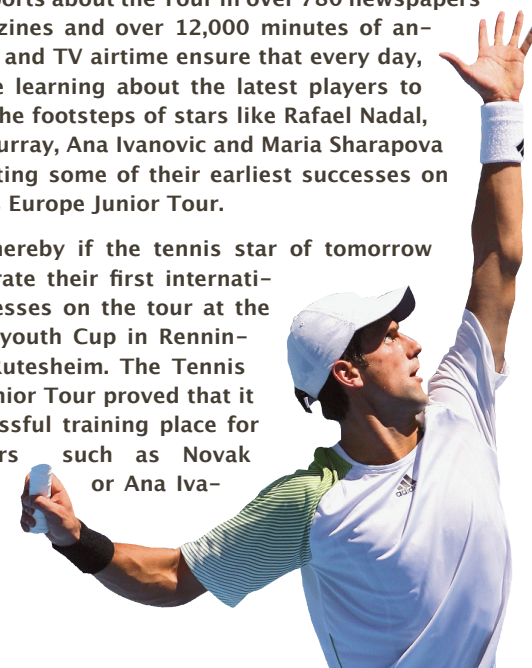 ports about the Tour in over 780 newspapers
zines and over 12,000 minutes of an-
and TV airtime ensure that every day,
e learning about the latest players to
he footsteps of stars like Rafael Nadal,
urray, Ana Ivanovic and Maria Sharapova
ting some of their earliest successes on
s Europe Junior Tour.
hereby if the tennis star of tomorrow
rate their first internati-
esses on the tour at the
youth Cup in Rennin-
Rutesheim. The Tennis
nior Tour proved that it
ssful training place for
rs such as Novak
or Ana Iva-
adidas